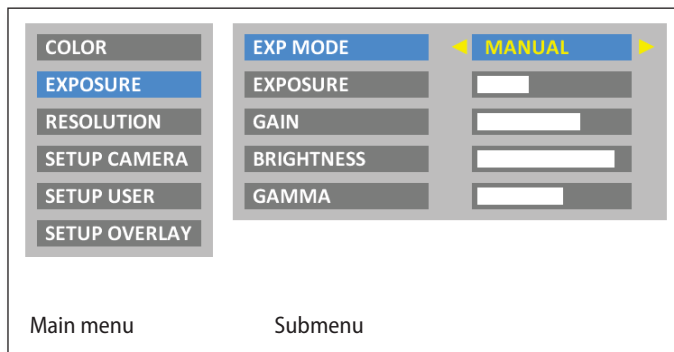 COLOR
EXPOSURE
RESOLUTION
SETUP CAMERA
SETUP USER
SETUP OVERLAY
EXP MODE MANUAL
EXPOSURE
GAIN
BRIGHTNESS
GAMMA
Main menu
Submenu